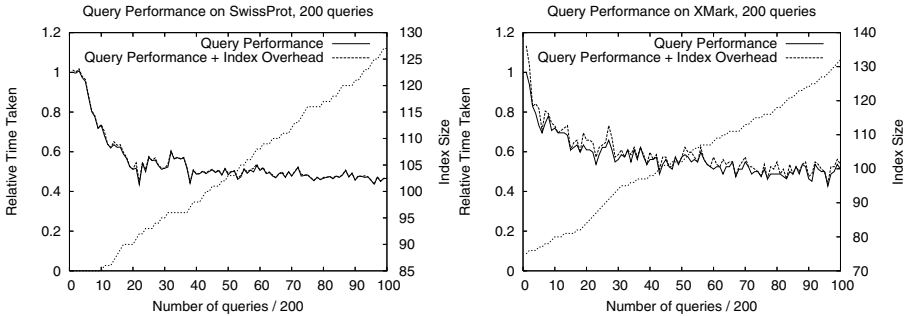 Query Performance on SwissProt, 200 queries
1.2
1
0.8
0.6
0.4
0.2
0
Relative Time Taken
Query Performance
Query Performance + Index Overhead
130
125
120
115
110
105
100
95
90
85
Index Size
0 10 20 30 40 50 60 70 80 90 100
Number of queries / 200
Query Performance on XMark, 200 queries
1.2
1
0.8
0.6
0.4
0.2
0
Relative Time Taken
Query Performance
Query Performance + Index Overhead
140
130
120
110
100
90
80
70
Index Size
0 10 20 30 40 50 60 70 80 90 100
Number of queries / 200